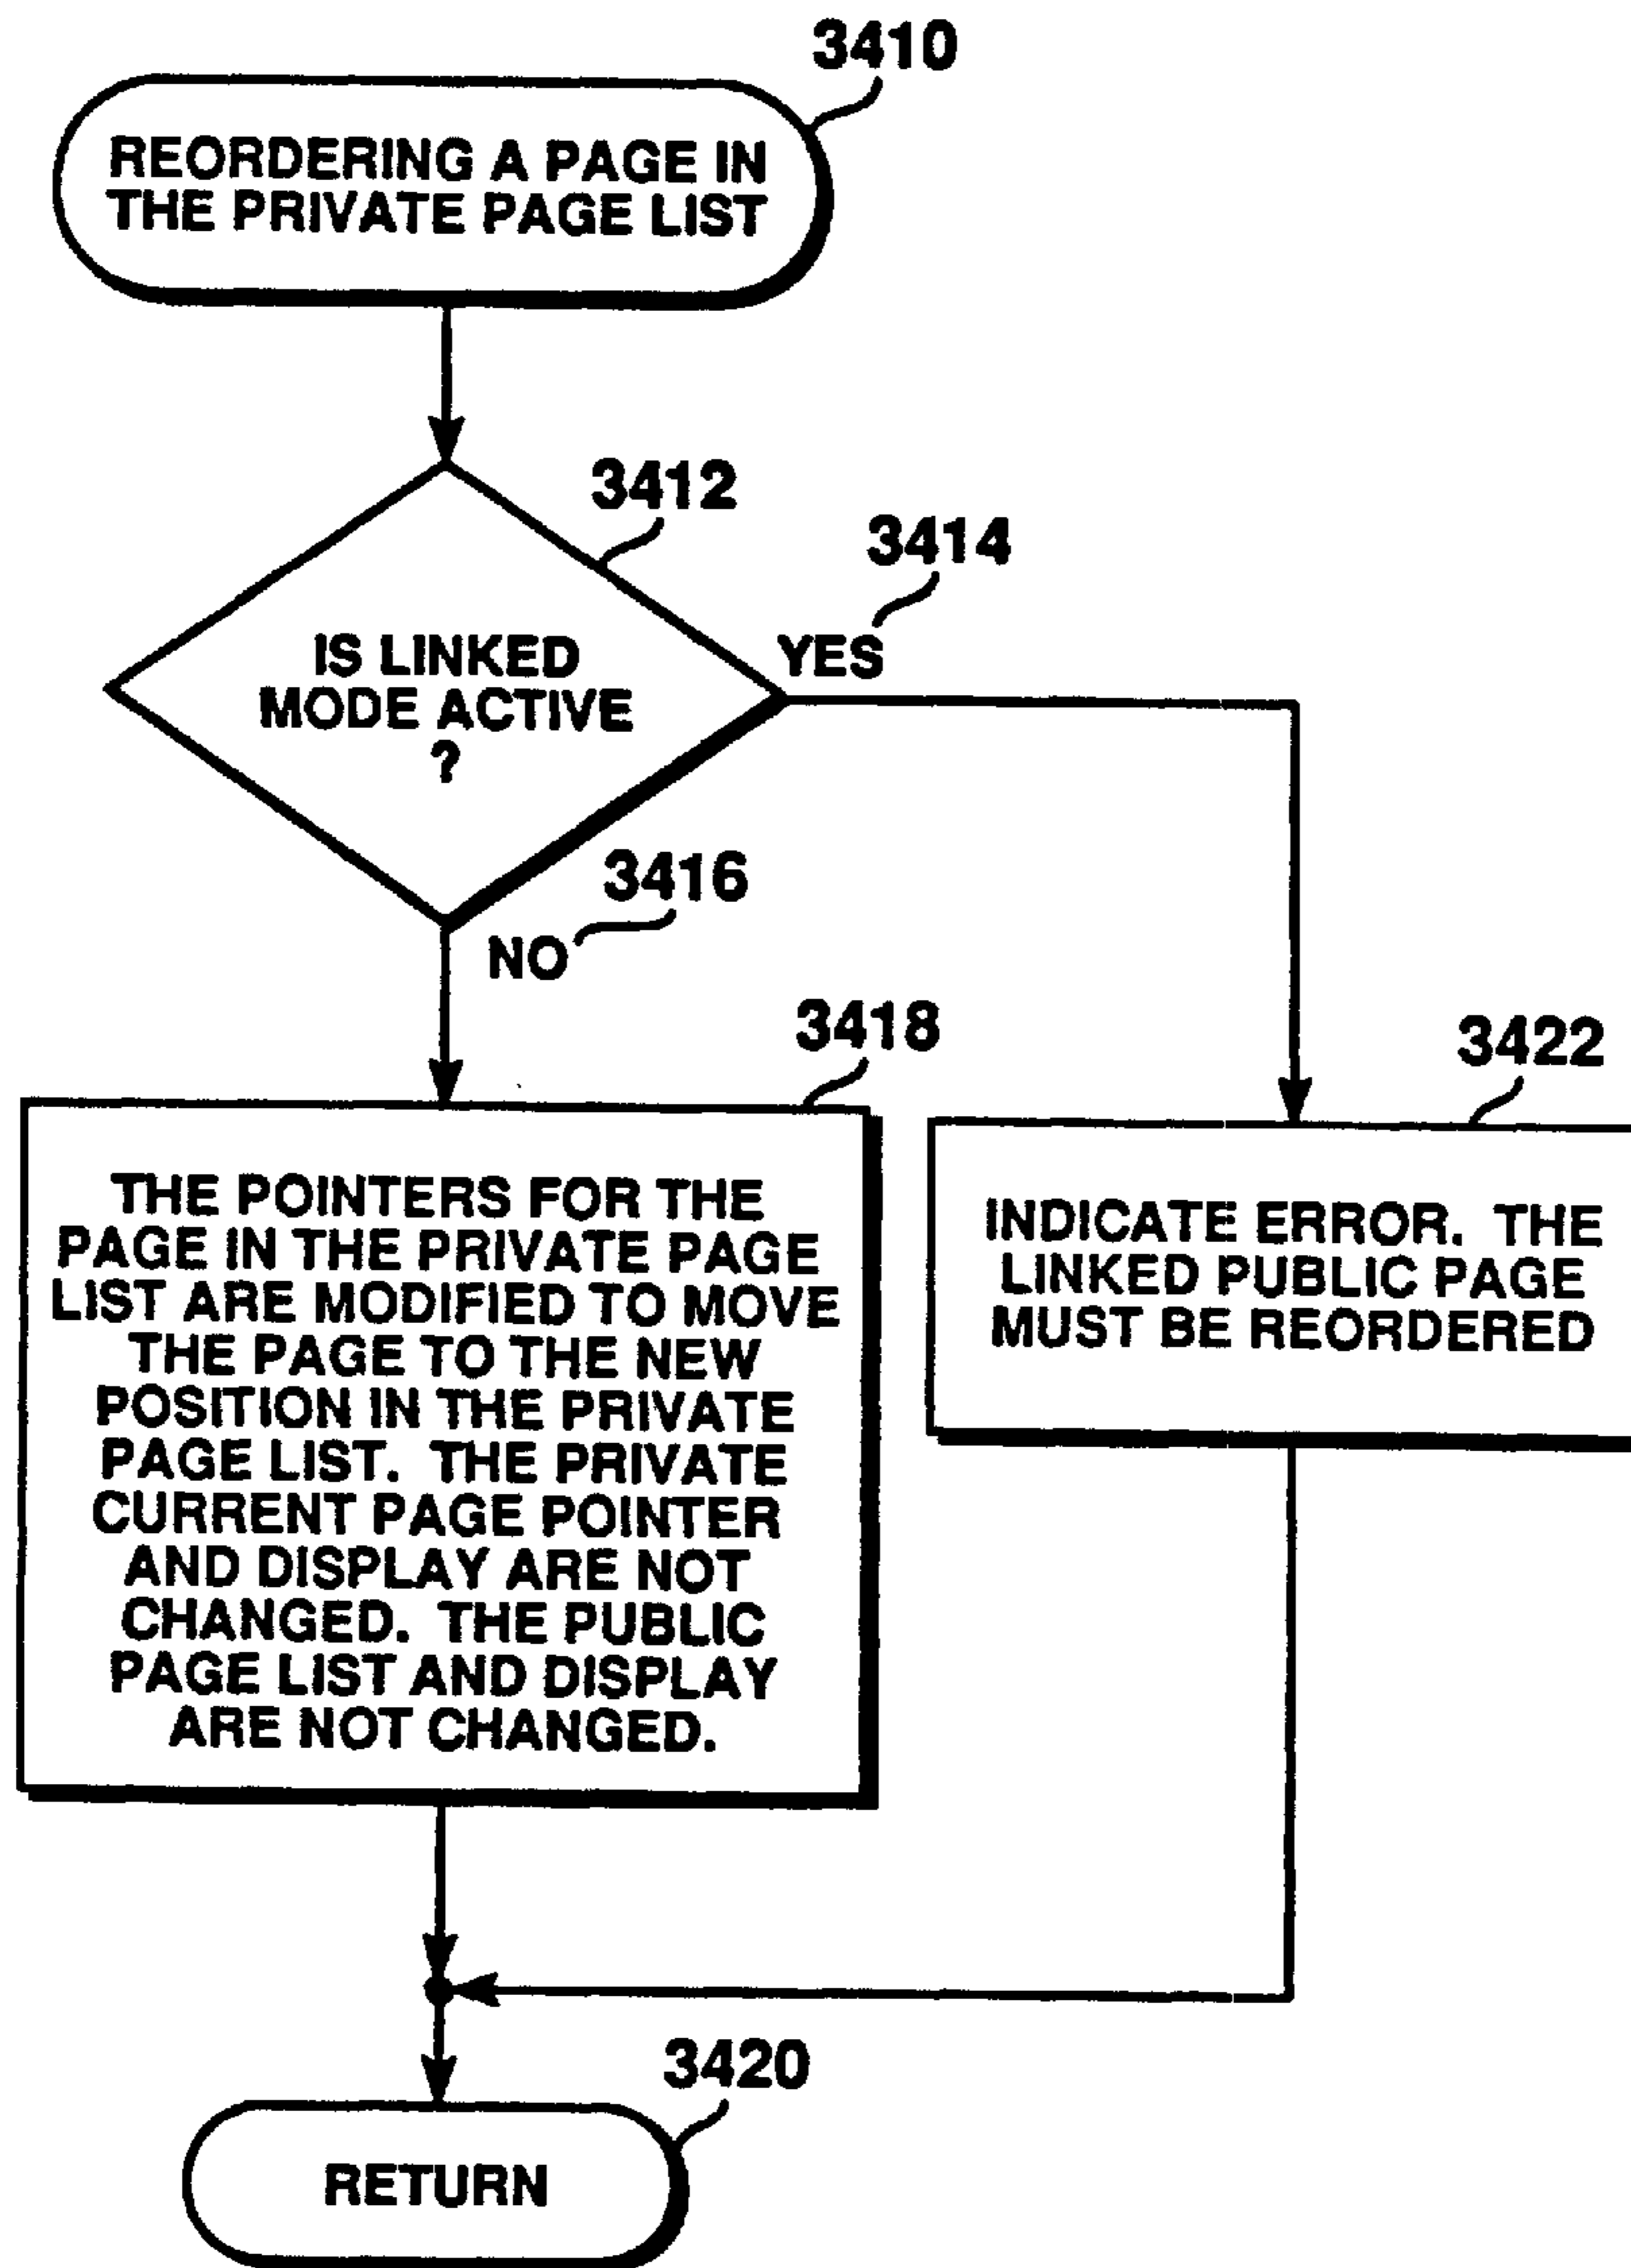 3410
REORDERING A PAGE IN
THE PRIVATE PAGE LIST
3412
3414
IS LINKED
MODE ACTIVE
?
YES
3416
NO
3418
3422
THE POINTERS FOR THE
PAGE IN THE PRIVATE PAGE
LIST ARE MODIFIED TO MOVE
THE PAGE TO THE NEW
POSITION IN THE PRIVATE
PAGE LIST. THE PRIVATE
CURRENT PAGE POINTER
AND DISPLAY ARE NOT
CHANGED. THE PUBLIC
PAGE LIST AND DISPLAY
ARE NOT CHANGED.
INDICATE ERROR. THE
LINKED PUBLIC PAGE
MUST BE REORDERED
3420
RETURN